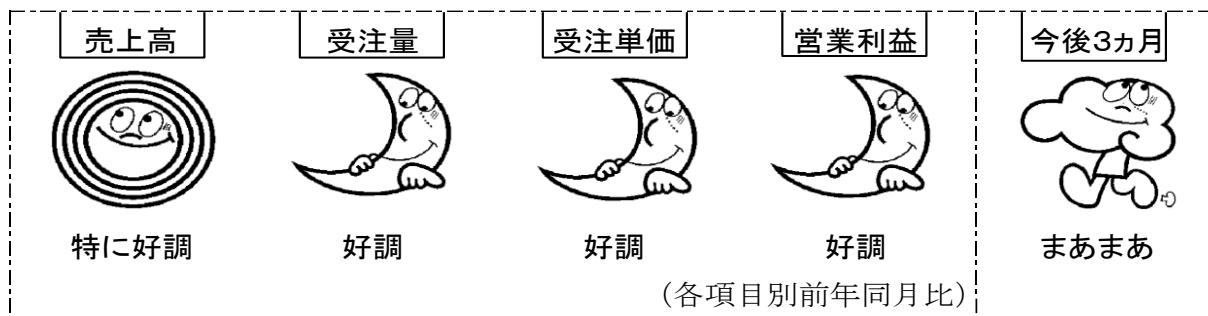 売上高 受注量 受注単価 営業利益 今後3ヵ月
特に好調 好調 好調 好調 まあまあ
(各項目別前年同月比)